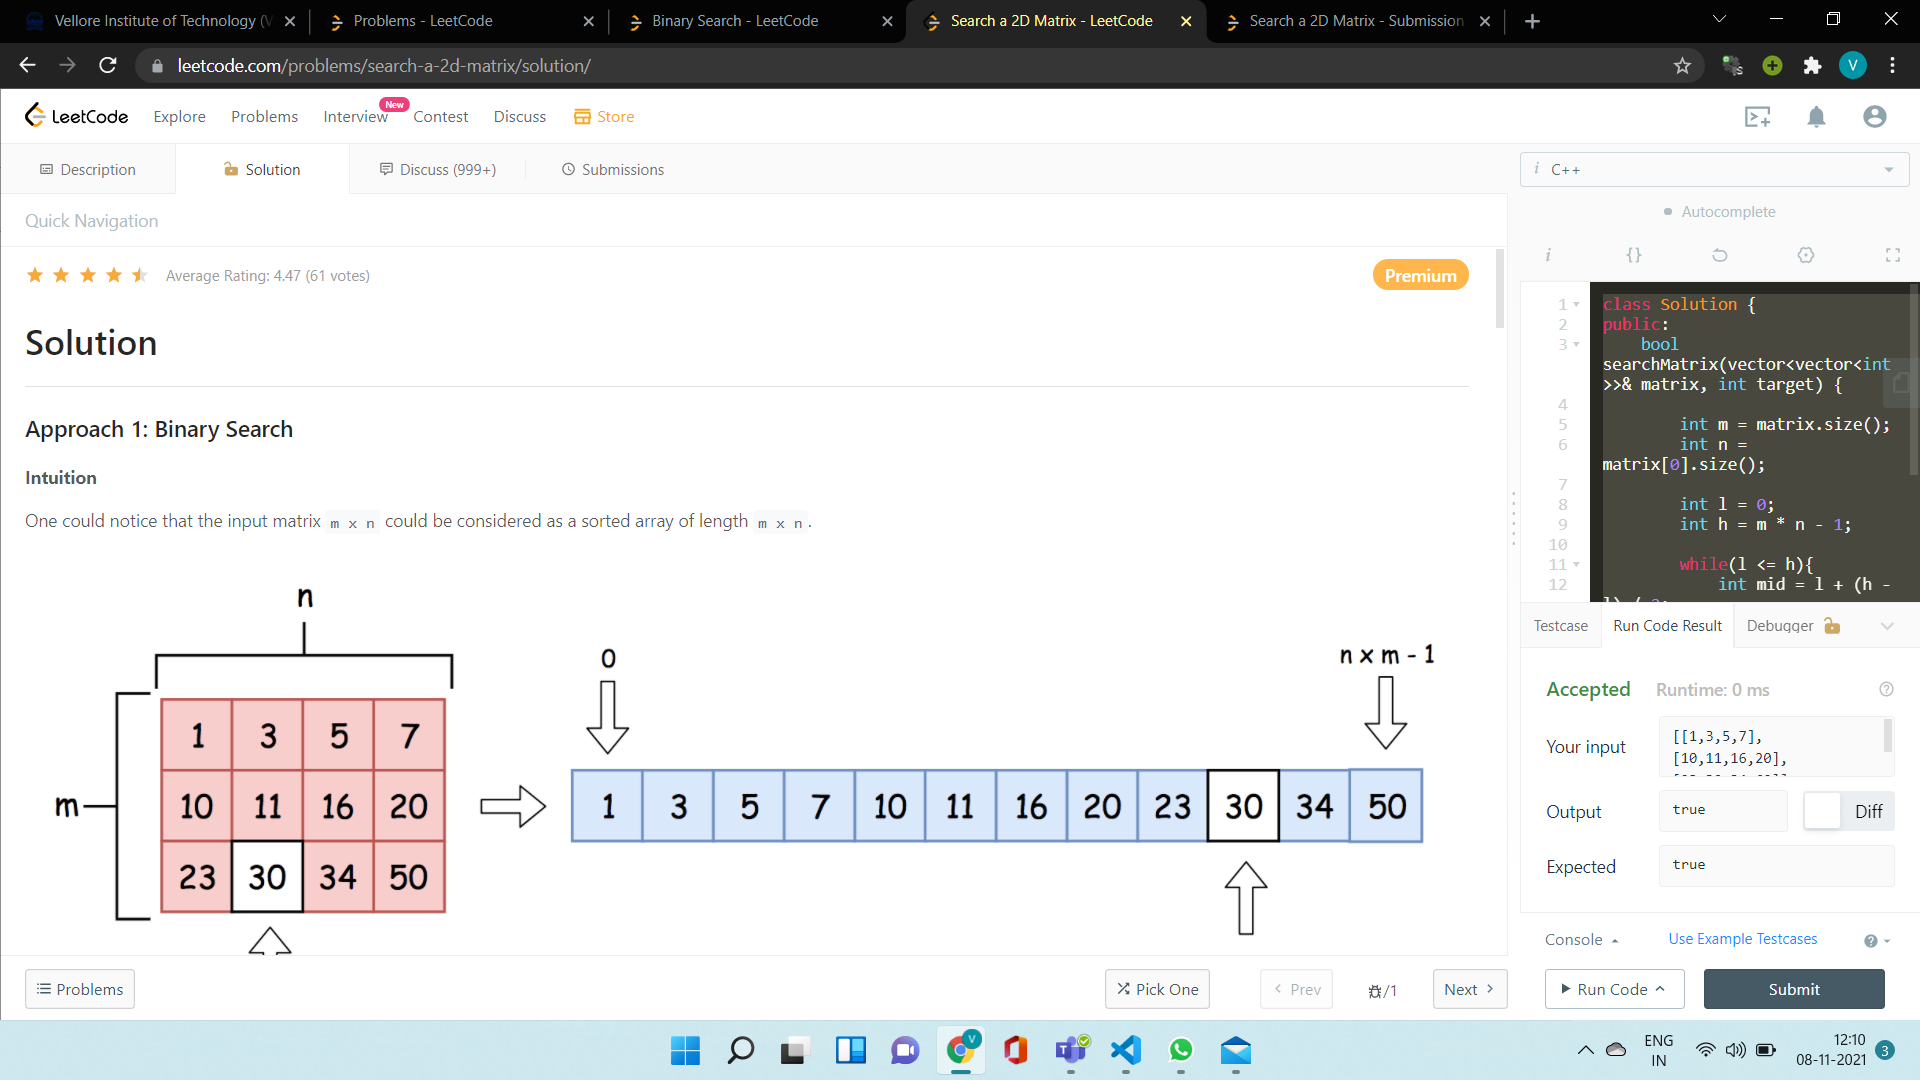 Vellore Institute of Technology (V
Problems - LeetCode
Binary Search - LeetCode
Search a 2D Matrix - LeetCode
Search a 2D Matrix - Submission
leetcode.com/problems/search-a-2d-matrix/solution/
V
LeetCode
Explore
Problems
Interview
New
Contest
Discuss
Store
Description
Solution
Discuss (999+)
Submissions
Quick Navigation
Average Rating: 4.47 (61 votes)
Premium
Solution
Approach 1: Binary Search
Intuition
One could notice that the input matrix m x n could be considered as a sorted array of length m x n.
n
m
1 3 5 7
10 11 16 20
23 30 34 50
0
n x m - 1
1 3 5 7 10 11 16 20 23 30 34 50
Problems
Pick One
Prev
/1
Next
i C++
Autocomplete
i {}
1 class Solution {
2 public:
3 bool
searchMatrix(vector<vector<int
>>& matrix, int target) {
4
5 int m = matrix.size();
6 int n =
matrix[0].size();
7
8 int l = 0;
9 int h = m * n - 1;
10
11 while(l <= h){
12 int mid = l + (h -
Testcase
Run Code Result
Debugger
Accepted
Runtime: 0 ms
Your input
[[1,3,5,7],
[10,11,16,20],
Output
true
Diff
Expected
true
Console
Use Example Testcases
Run Code
Submit
V
T
ENG
IN
12:10
08-11-2021
3